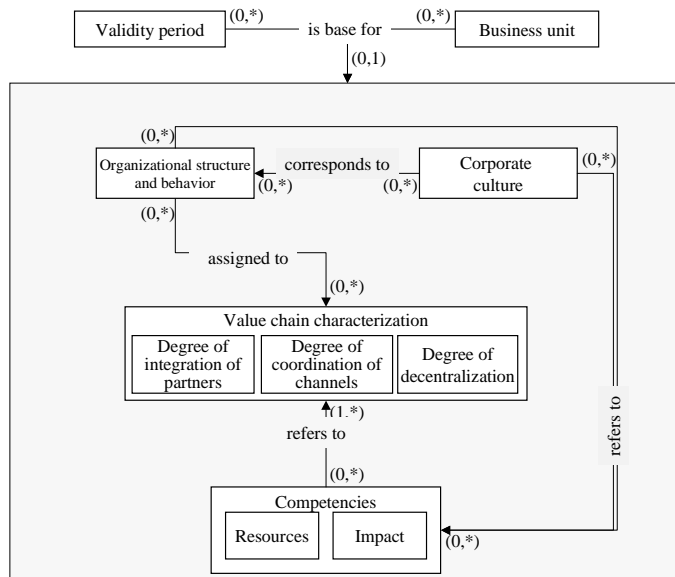 (0,*)
(0,*)
Validity period
is base for
Business unit
(0,1)
(0,*)
Organizational structure
and behavior
corresponds to
Corporate
culture
(0,*)
(0,*)
(0,*)
(0,*)
assigned to
(0,*)
Value chain characterization
Degree of
integration of
partners
Degree of
coordination of
channels
Degree of
decentralization
(1,*)
refers to
refers to
(0,*)
Competencies
Resources
Impact
(0,*)